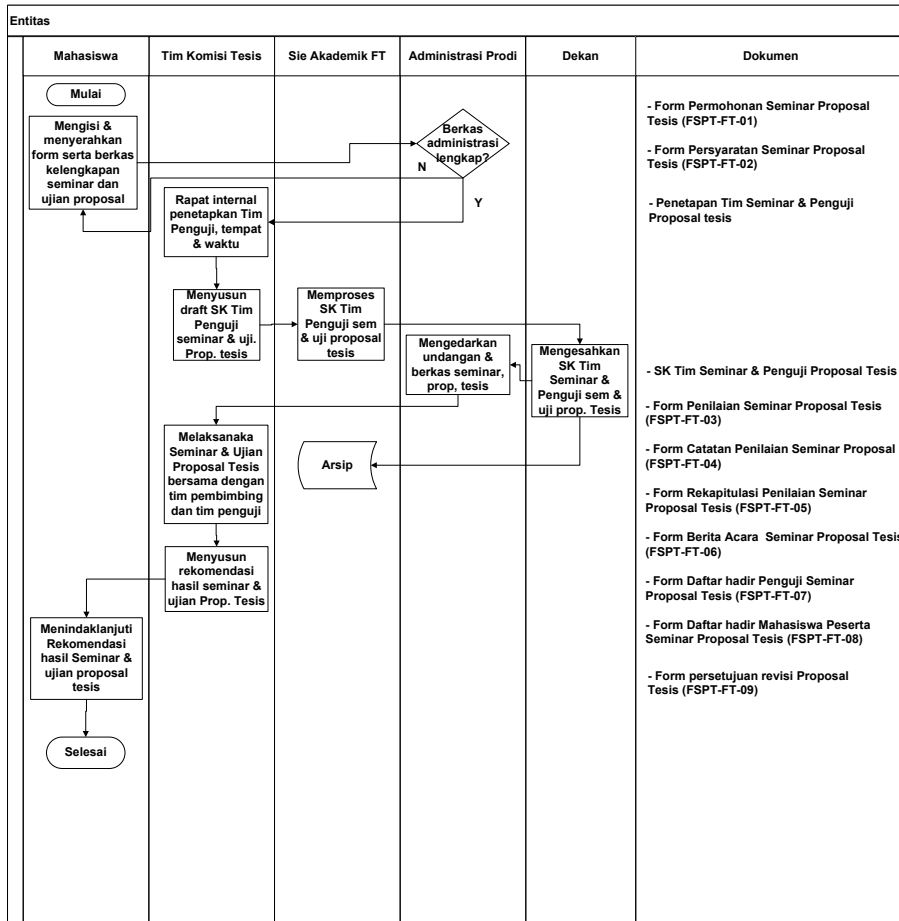 Entitas
Mahasiswa
Tim Komisi Tesis
Sie Akademik FT
Administrasi Prodi
Dekan
Dokumen
Mulai
Mengisi &
menyerahkan
form serta berkas
kelengkapan
seminar dan
ujian proposal
Berkas
administrasi
lengkap?
N
Y
Rapat internal
penetapkan Tim
Penguji, tempat
& waktu
Menyusun
draft SK Tim
Penguji
seminar & uji.
Prop. tesis
Memproses
SK Tim
Penguji sem
& uji proposal
tesis
Mengesahkan
SK Tim
Seminar &
Penguji sem &
uji prop. Tesis
Mengedarkan
undangan &
berkas seminar,
prop, tesis
Arsip
Melaksanaka
Seminar & Ujian
Proposal Tesis
bersama dengan
tim pembimbing
dan tim penguji
Menyusun
rekomendasi
hasil seminar &
ujian Prop. Tesis
Menindaklanjuti
Rekomendasi
hasil Seminar &
ujian proposal
tesis
Selesai
- Form Permohonan Seminar Proposal
Tesis (FSPT-FT-01)
- Form Persyaratan Seminar Proposal
Tesis (FSPT-FT-02)
- Penetapan Tim Seminar & Penguji
Proposal tesis
- SK Tim Seminar & Penguji Proposal Tesis
- Form Penilaian Seminar Proposal Tesis
(FSPT-FT-03)
- Form Catatan Penilaian Seminar Proposal
(FSPT-FT-04)
- Form Rekapitulasi Penilaian Seminar
Proposal Tesis (FSPT-FT-05)
- Form Berita Acara Seminar Proposal Tesis
(FSPT-FT-06)
- Form Daftar hadir Penguji Seminar
Proposal Tesis (FSPT-FT-07)
- Form Daftar hadir Mahasiswa Peserta
Seminar Proposal Tesis (FSPT-FT-08)
- Form persetujuan revisi Proposal
Tesis (FSPT-FT-09)